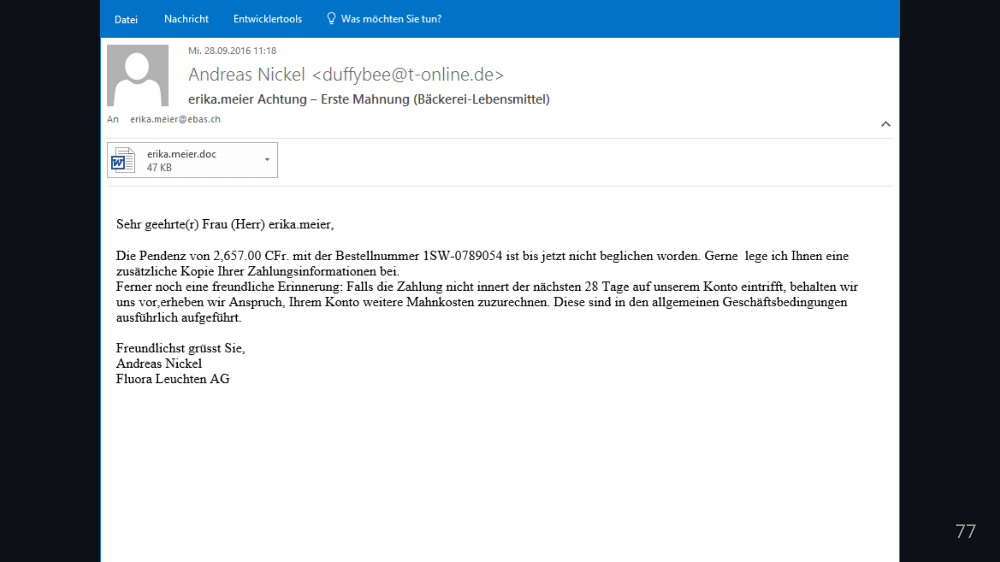 Datei Nachricht Entwicklertools Was möchten Sie tun?
Mi. 28.09.2016 11:18
Andreas Nickel <duffybee@t-online.de>
erika.meier Achtung – Erste Mahnung (Bäckerei-Lebensmittel)
An erika.meier@ebas.ch
erika.meier.doc
47 KB
Sehr geehrte(r) Frau (Herr) erika.meier,
Die Pendenz von 2,657.00 CFr. mit der Bestellnummer 1SW-0789054 ist bis jetzt nicht beglichen worden. Gerne  lege ich Ihnen eine
zusätzliche Kopie Ihrer Zahlungsinformationen bei.
Ferner noch eine freundliche Erinnerung: Falls die Zahlung nicht innert der nächsten 28 Tage auf unserem Konto eintrifft, behalten wir
uns vor,erheben wir Anspruch, Ihrem Konto weitere Mahnkosten zuzurechnen. Diese sind in den allgemeinen Geschäftsbedingungen
ausführlich aufgeführt.
Freundlichst grüsst Sie,
Andreas Nickel
Fluora Leuchten AG
77